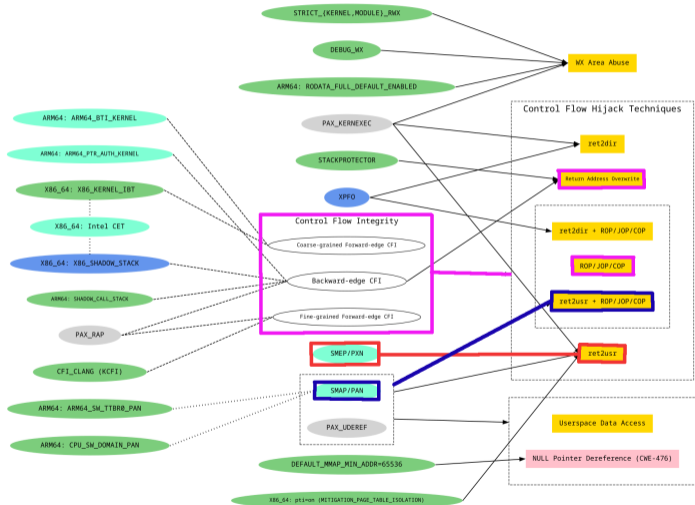 STRICT_{KERNEL,MODULE}_RWX
DEBUG_WX
WX Area Abuse
ARM64: RODATA_FULL_DEFAULT_ENABLED
Control Flow Hijack Techniques
ARM64: ARM64_BTI_KERNEL
PAX_KERNEXEC
ret2dir
ARM64: ARM64_PTR_AUTH_KERNEL
STACKPROTECTOR
Return Address Overwrite
X86_64: X86_KERNEL_IBT
XPFO
X86_64: Intel CET
Control Flow Integrity
ret2dir + ROP/JOP/COP
Coarse-grained Forward-edge CFI
X86_64: X86_SHADOW_STACK
ROP/JOP/COP
Backward-edge CFI
ARM64: SHADOW_CALL_STACK
ret2usr + ROP/JOP/COP
Fine-grained Forward-edge CFI
PAX_RAP
SMEP/PXN
ret2usr
CFI_CLANG (KCFI)
SMAP/PAN
ARM64: ARM64_SW_TTBR0_PAN
PAX_UDEREF
Userspace Data Access
ARM64: CPU_SW_DOMAIN_PAN
DEFAULT_MMAP_MIN_ADDR=65536
NULL Pointer Dereference (CWE-476)
X86_64: pti=on (MITIGATION_PAGE_TABLE_ISOLATION)